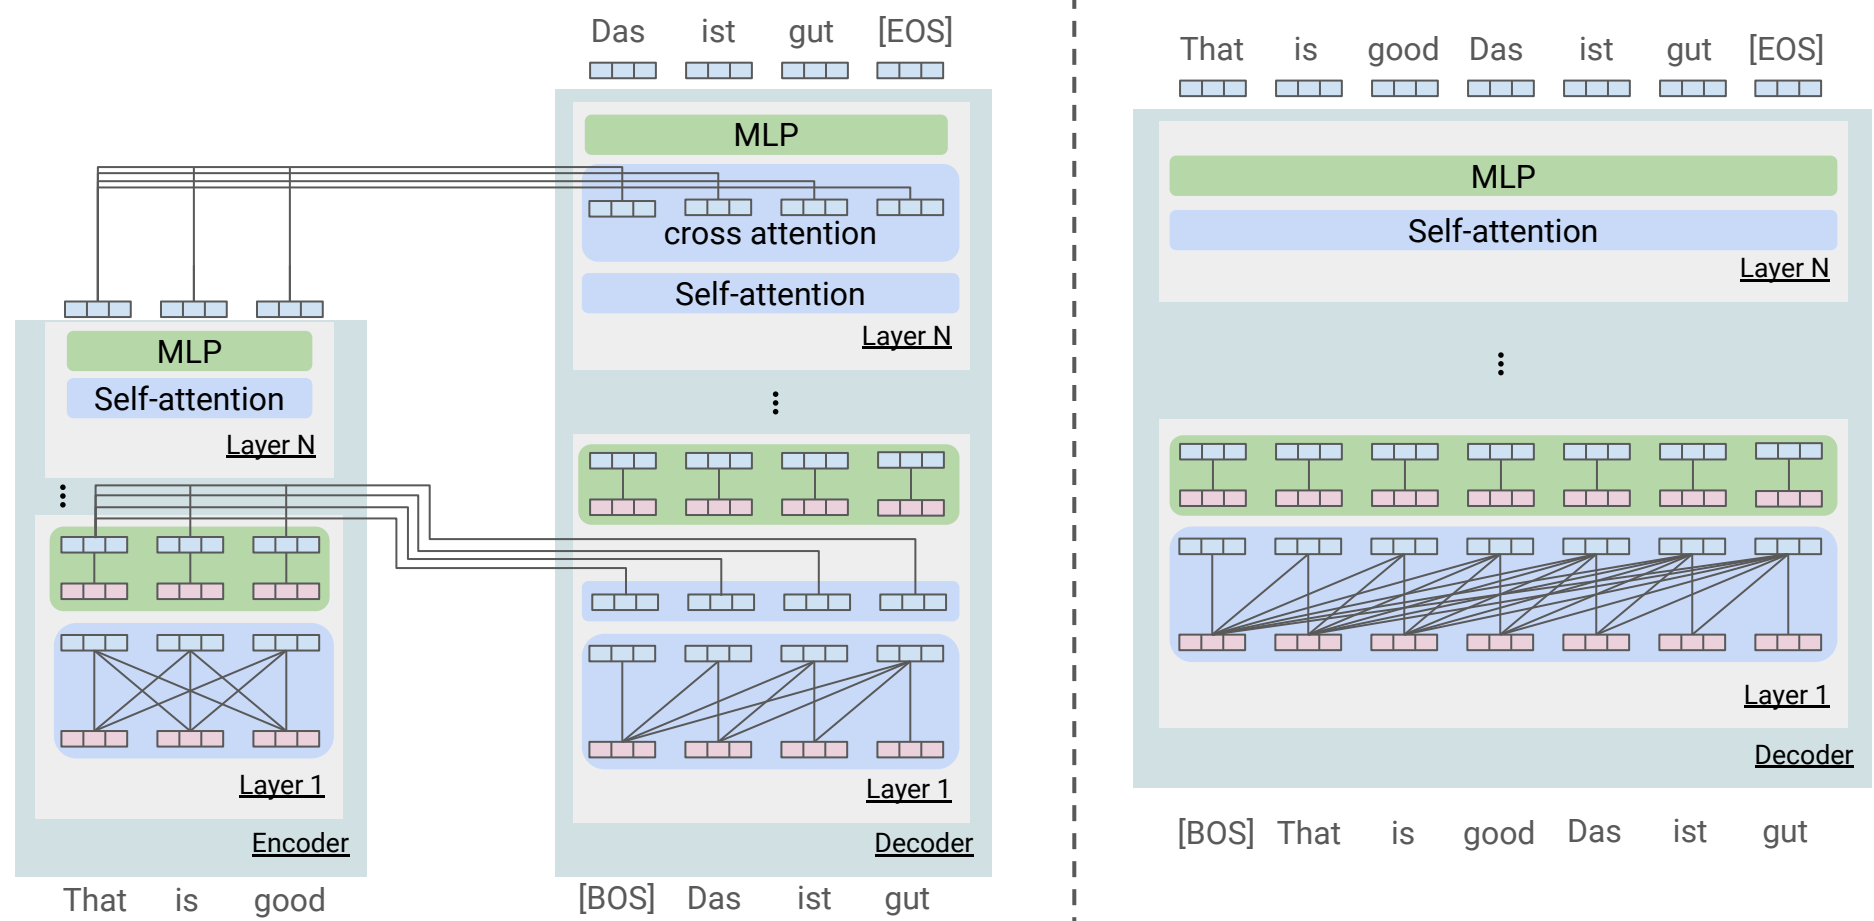 Das ist gut [EOS]
MLP
cross attention
Self-attention
Layer N
MLP
Self-attention
Layer N
Layer 1
Encoder
Layer 1
Decoder
That is good
[BOS] Das ist gut
That is good Das ist gut [EOS]
MLP
Self-attention
Layer N
Layer 1
Decoder
[BOS] That is good Das ist gut